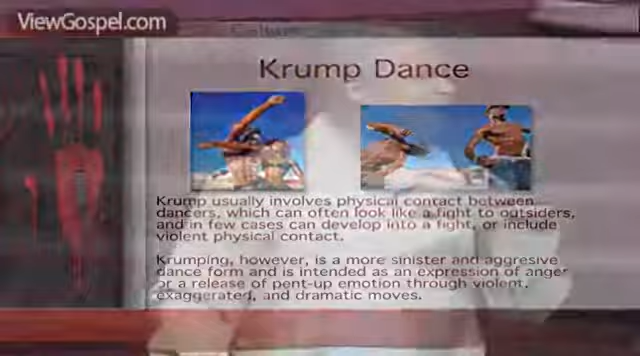 ViewGospel.com
Culture
Krump Dance
Krump usually involves physical contact between
dancers, which can often look like a fight to outsiders,
and in few cases can develop into a fight, or include
violent physical contact.
Krumping, however, is a more sinister and aggresive
dance form and is intended as an expression of anger
or a release of pent-up emotion through violent,
exaggerated, and dramatic moves.